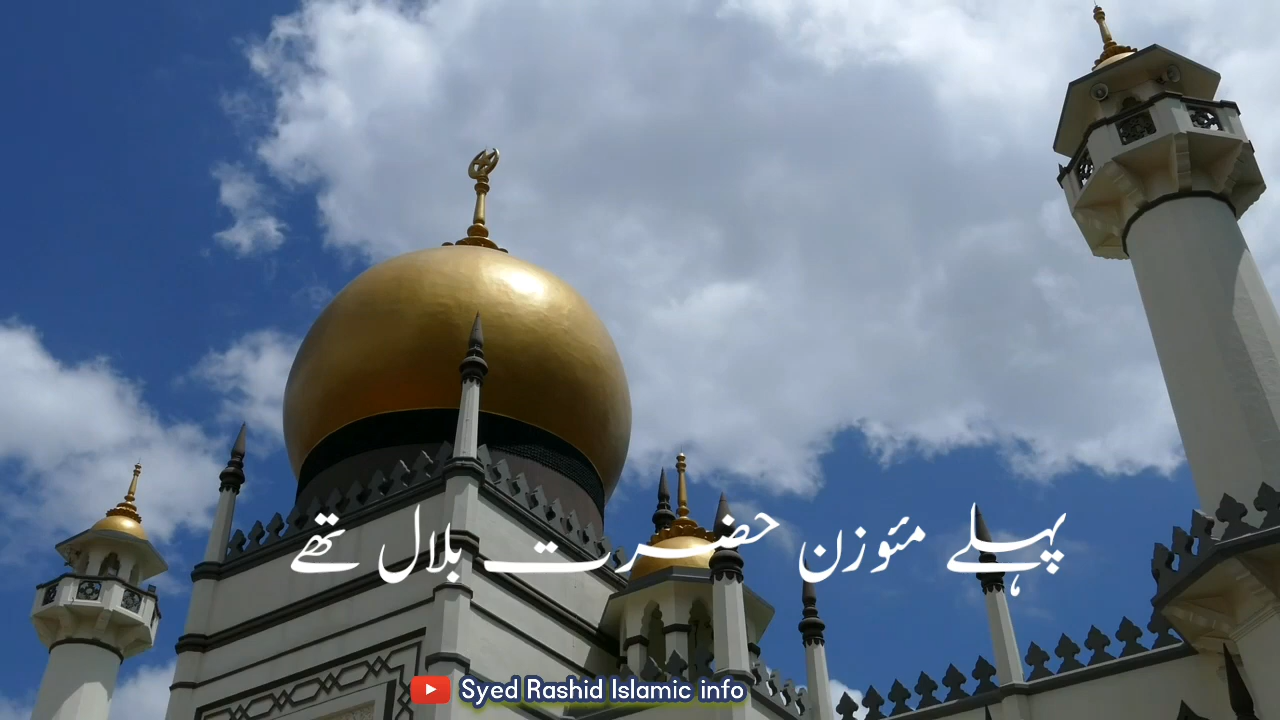 پہلے مئوزن حضرت بلال تھے
Syed Rashid Islamic info